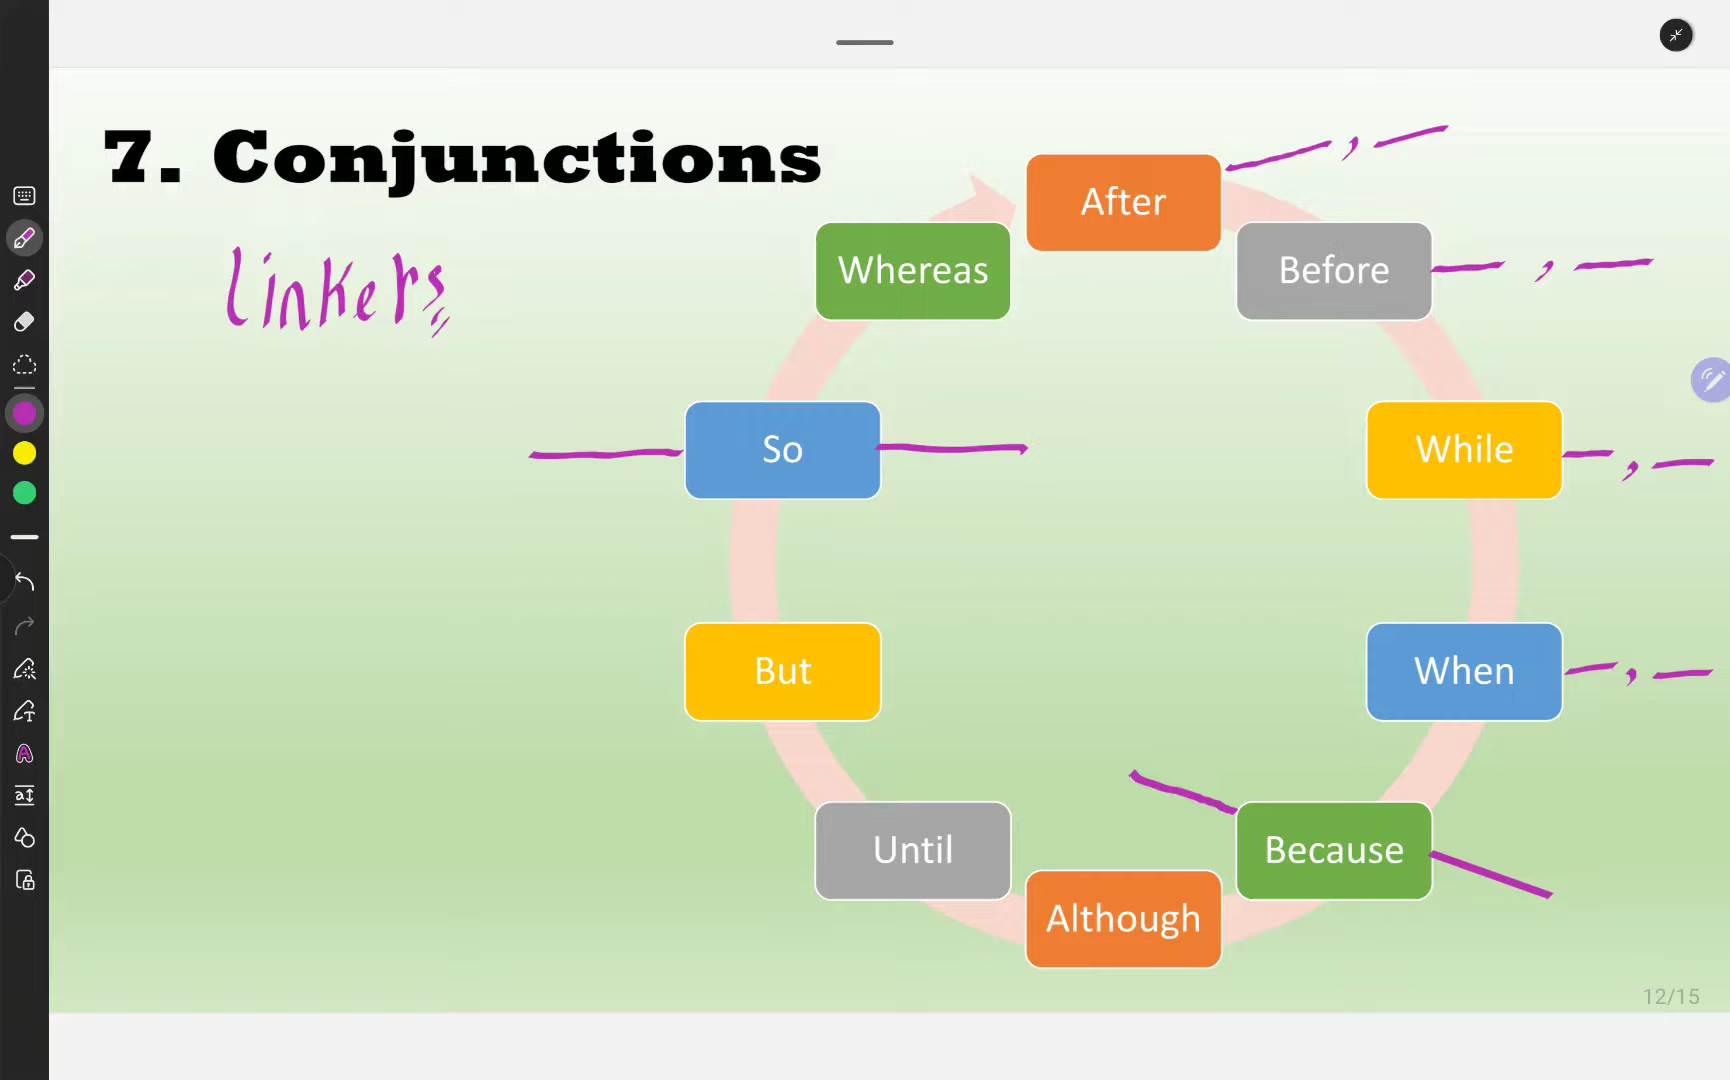 7. Conjunctions
linkers
After
Before
While
When
Because
Although
Until
But
So
Whereas
12/15